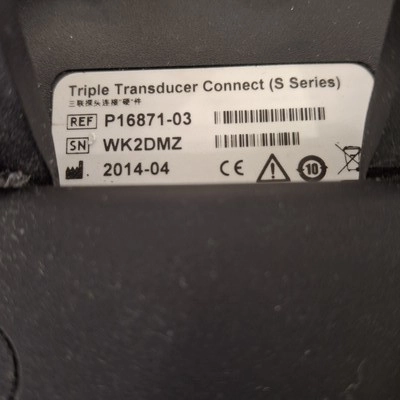 Triple Transducer Connect (S Series)
三联探头连接"硬"件
REF P16871-03
SN WK2DMZ
2014-04 CE 10